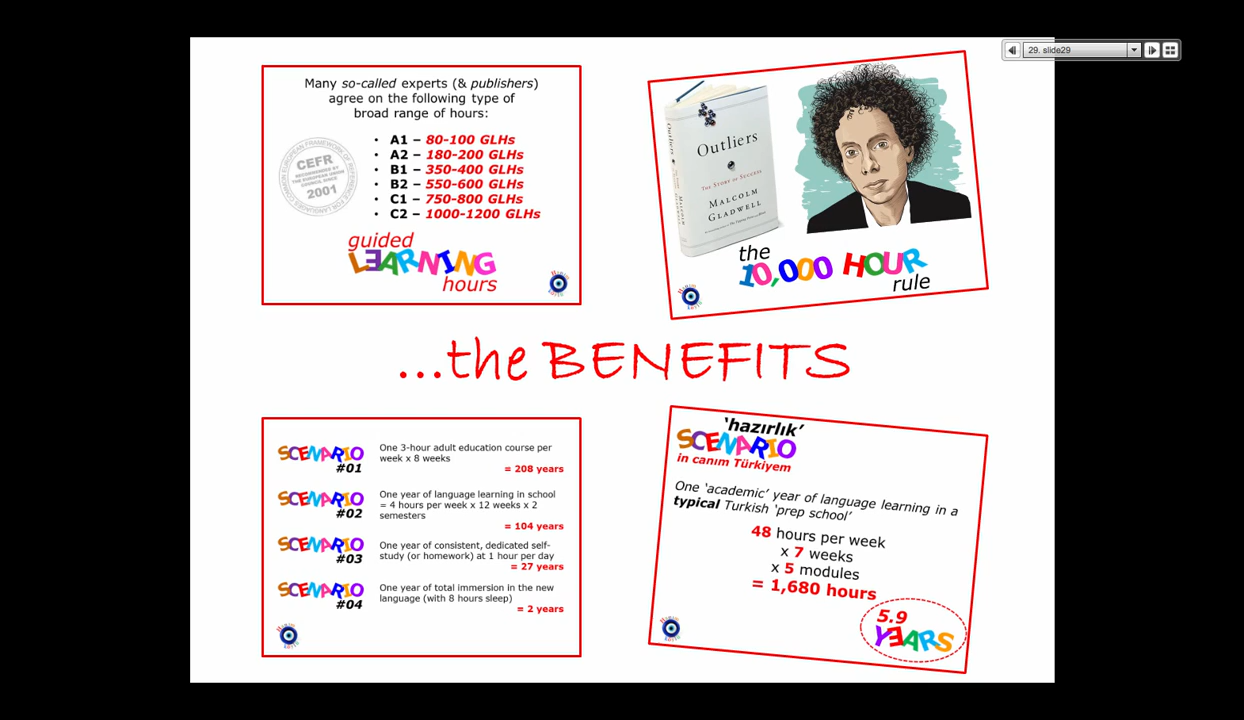 29. slide29
Many so-called experts (& publishers)
agree on the following type of
broad range of hours:
• A1 – 80-100 GLHs
• A2 – 180-200 GLHs
• B1 – 350-400 GLHs
• B2 – 550-600 GLHs
• C1 – 750-800 GLHs
• C2 – 1000-1200 GLHs
CEFR
RECOMMENDED BY
THE EUROPEAN UNION
COUNCIL SINCE
2001
guided
LEARNING
hours
Outliers
THE STORY OF SUCCESS
MALCOLM
GLADWELL
the
10,000 HOUR
rule
...the BENEFITS
SCENARIO
#01
One 3-hour adult education course per
week x 8 weeks
= 208 years
SCENARIO
#02
One year of language learning in school
= 4 hours per week x 12 weeks x 2
semesters
= 104 years
SCENARIO
#03
One year of consistent, dedicated self-
study (or homework) at 1 hour per day
= 27 years
SCENARIO
#04
One year of total immersion in the new
language (with 8 hours sleep)
= 2 years
‘hazırlık’
SCENARIO
in canım Türkiyem
One ‘academic’ year of language learning in a
typical Turkish ‘prep school’
48 hours per week
x 7 weeks
x 5 modules
= 1,680 hours
5.9
YEARS